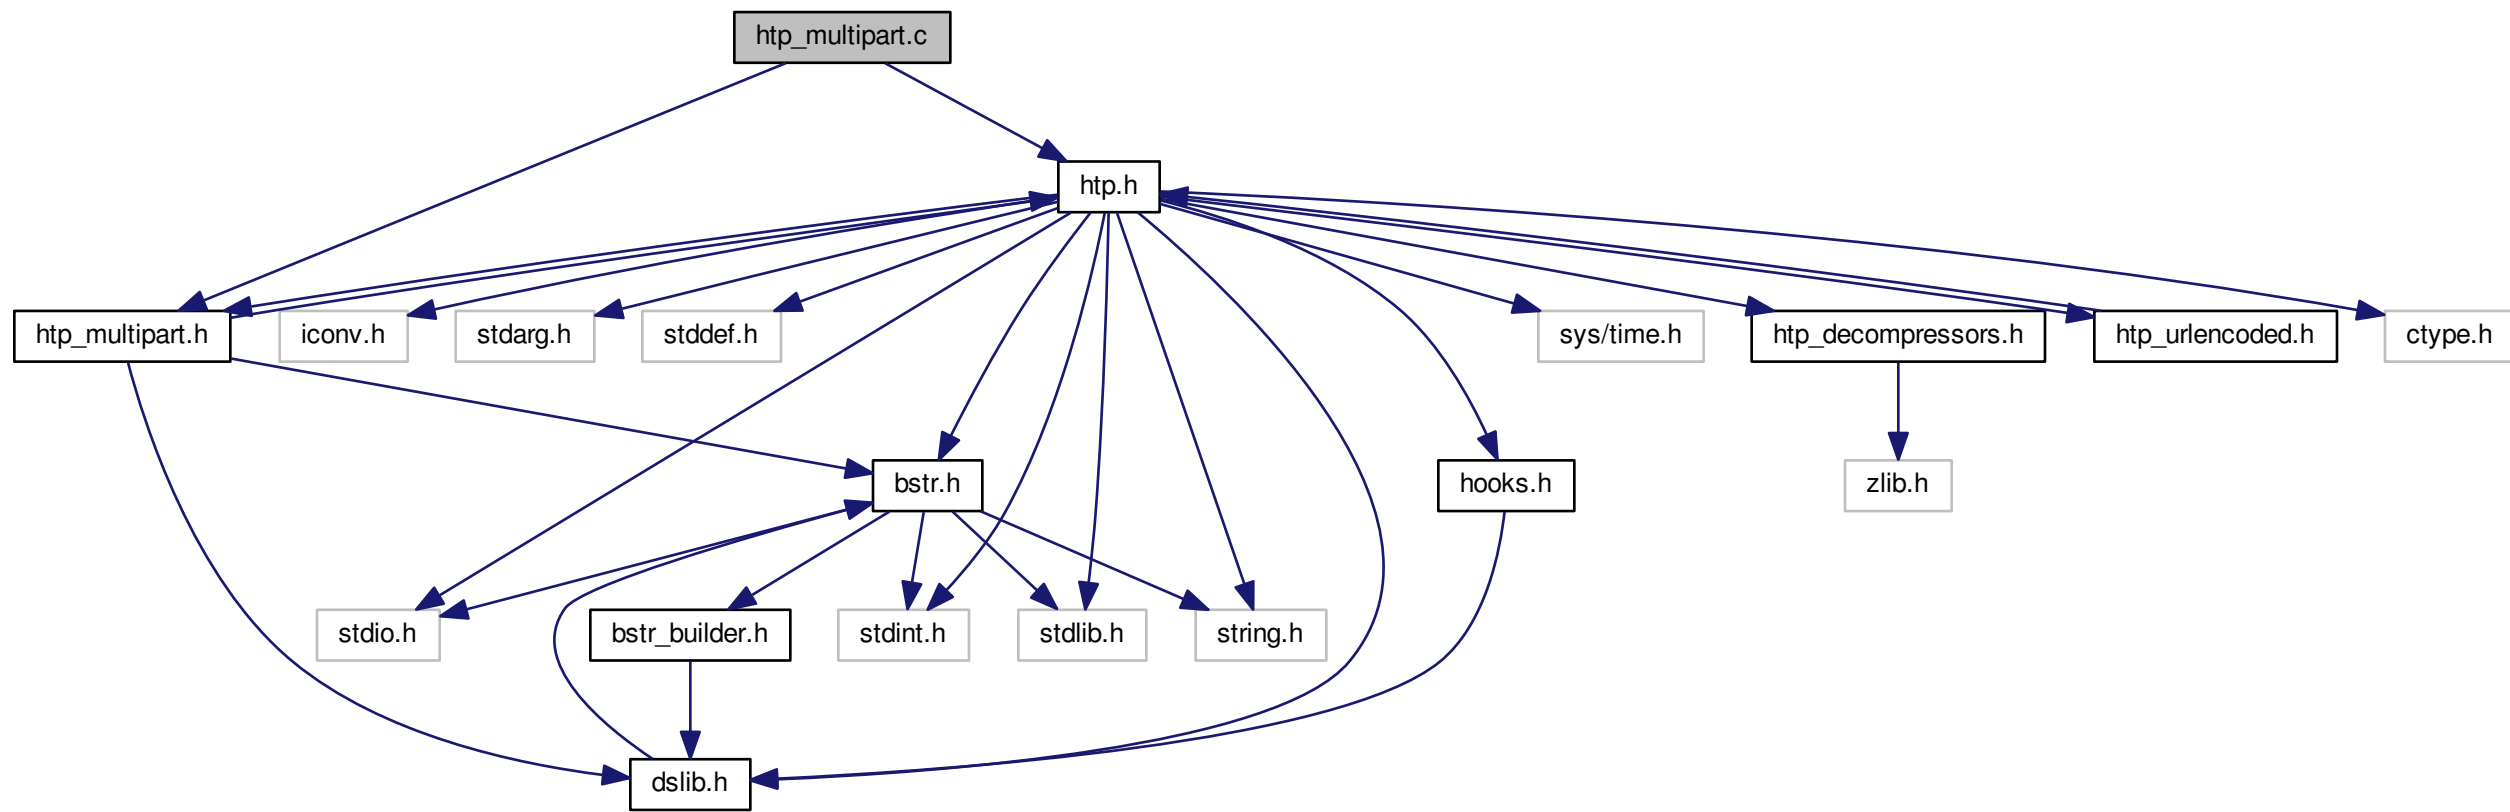 htp_multipart.c
htp.h
htp_multipart.h
iconv.h
stdarg.h
stddef.h
sys/time.h
htp_decompressors.h
htp_urlencoded.h
ctype.h
bstr.h
hooks.h
zlib.h
stdio.h
bstr_builder.h
stdint.h
stdlib.h
string.h
dslib.h